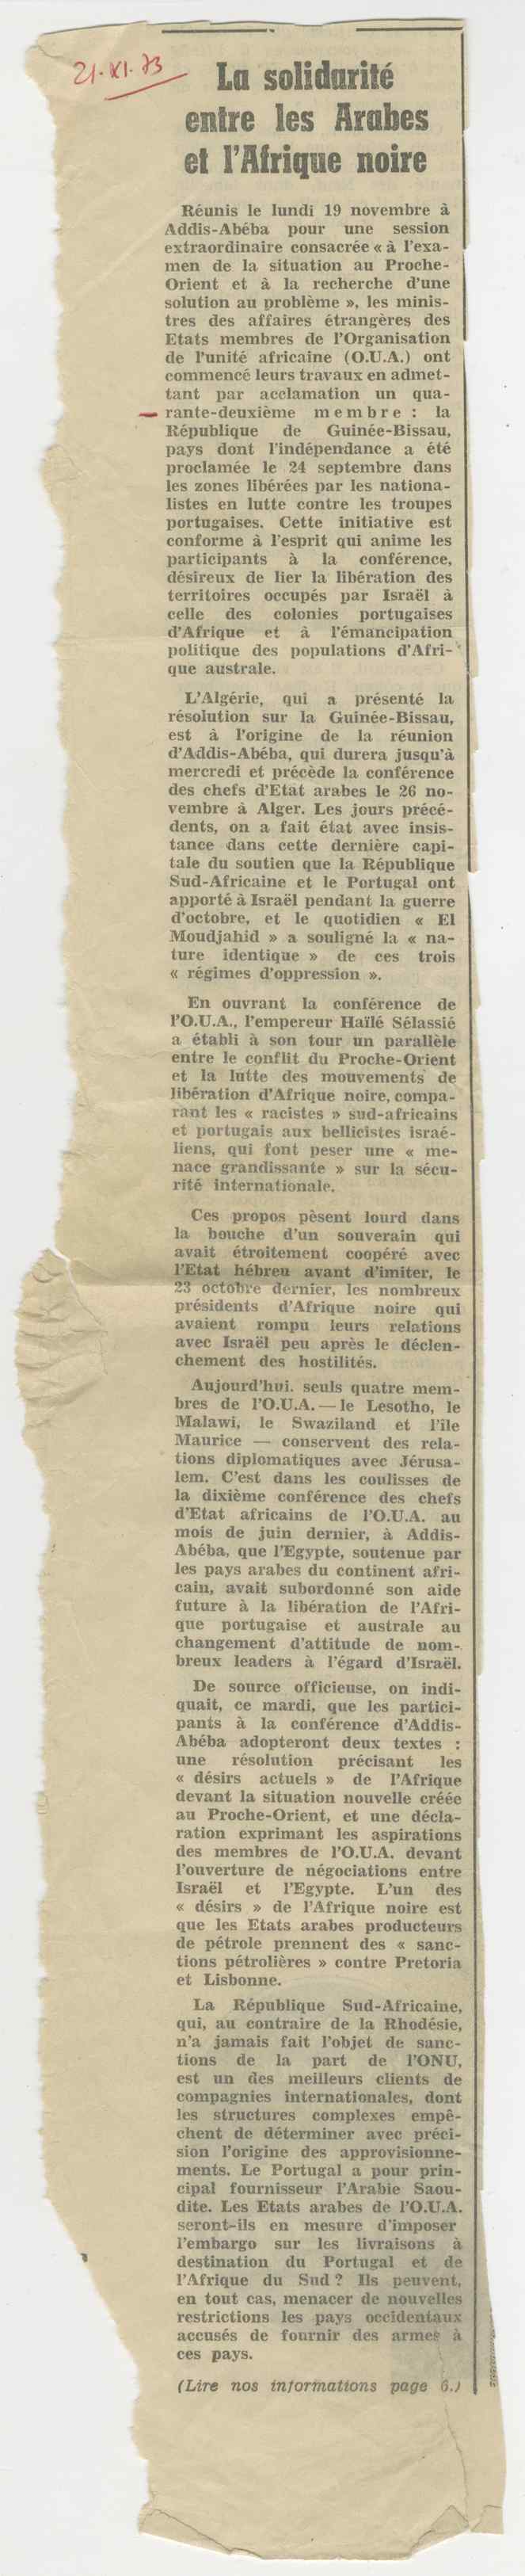 21.XI.73
La solidarité
entre les Arabes
et l'Afrique noire
Réunis le lundi 19 novembre à
Addis-Abéba pour une session
extraordinaire consacrée « à l'exa-
men de la situation au Proche-
Orient et à la recherche d'une
solution au problème », les minis-
tres des affaires étrangères des
Etats membres de l'Organisation
de l'unité africaine (O.U.A.) ont
commencé leurs travaux en admet-
tant par acclamation un qua-
rante-deuxième membre : la
République de Guinée-Bissau,
pays dont l'indépendance a été
proclamée le 24 septembre dans
les zones libérées par les nationa-
listes en lutte contre les troupes
portugaises. Cette initiative est
conforme à l'esprit qui anime les
participants à la conférence,
désireux de lier la libération des
territoires occupés par Israël à
celle des colonies portugaises
d'Afrique et à l'émancipation
politique des populations d'Afri-
que australe.
L'Algérie, qui a présenté la
résolution sur la Guinée-Bissau,
est à l'origine de la réunion
d'Addis-Abéba, qui durera jusqu'à
mercredi et précède la conférence
des chefs d'Etat arabes le 26 no-
vembre à Alger. Les jours précé-
dents, on a fait état avec insis-
tance dans cette dernière capi-
tale du soutien que la République
Sud-Africaine et le Portugal ont
apporté à Israël pendant la guerre
d'octobre, et le quotidien « El
Moudjahid » a souligné la « na-
ture identique » de ces trois
« régimes d'oppression ».
En ouvrant la conférence de
l'O.U.A., l'empereur Haïlé Sélassié
a établi à son tour un parallèle
entre le conflit du Proche-Orient
et la lutte des mouvements de
libération d'Afrique noire, compa-
rant les « racistes » sud-africains
et portugais aux bellicistes israé-
liens, qui font peser une « me-
nace grandissante » sur la sécu-
rité internationale.
Ces propos pèsent lourd dans
la bouche d'un souverain qui
avait étroitement coopéré avec
l'Etat hébreu avant d'imiter, le
23 octobre dernier, les nombreux
présidents d'Afrique noire qui
avaient rompu leurs relations
avec Israël peu après le déclen-
chement des hostilités.
Aujourd'hui. seuls quatre mem-
bres de l'O.U.A. — le Lesotho, le
Malawi, le Swaziland et l'île
Maurice — conservent des rela-
tions diplomatiques avec Jérusa-
lem. C'est dans les coulisses de
la dixième conférence des chefs
d'Etat africains de l'O.U.A. au
mois de juin dernier, à Addis-
Abéba, que l'Egypte, soutenue par
les pays arabes du continent afri-
cain, avait subordonné son aide
future à la libération de l'Afri-
que portugaise et australe au
changement d'attitude de nom-
breux leaders à l'égard d'Israël.
De source officieuse, on indi-
quait, ce mardi, que les partici-
pants à la conférence d'Addis-
Abéba adopteront deux textes :
une résolution précisant les
« désirs actuels » de l'Afrique
devant la situation nouvelle créée
au Proche-Orient, et une décla-
ration exprimant les aspirations
des membres de l'O.U.A. devant
l'ouverture de négociations entre
Israël et l'Egypte. L'un des
« désirs » de l'Afrique noire est
que les Etats arabes producteurs
de pétrole prennent des « sanc-
tions pétrolières » contre Pretoria
et Lisbonne.
La République Sud-Africaine,
qui, au contraire de la Rhodésie,
n'a jamais fait l'objet de sanc-
tions de la part de l'ONU,
est un des meilleurs clients de
compagnies internationales, dont
les structures complexes empê-
chent de déterminer avec préci-
sion l'origine des approvisionne-
ments. Le Portugal a pour prin-
cipal fournisseur l'Arabie Saou-
dite. Les Etats arabes de l'O.U.A.
seront-ils en mesure d'imposer
l'embargo sur les livraisons à
destination du Portugal et de
l'Afrique du Sud ? Ils peuvent,
en tout cas, menacer de nouvelles
restrictions les pays occidentaux
accusés de fournir des armes à
ces pays.
(Lire nos informations page 6.)